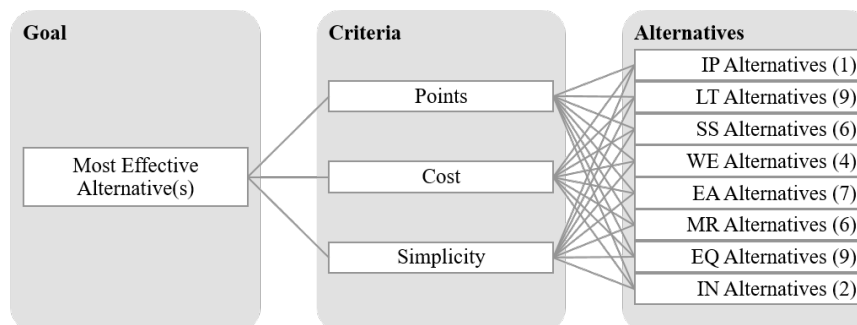 Goal
Most Effective
Alternative(s)
Criteria
Points
Cost
Simplicity
Alternatives
IP Alternatives (1)
LT Alternatives (9)
SS Alternatives (6)
WE Alternatives (4)
EA Alternatives (7)
MR Alternatives (6)
EQ Alternatives (9)
IN Alternatives (2)